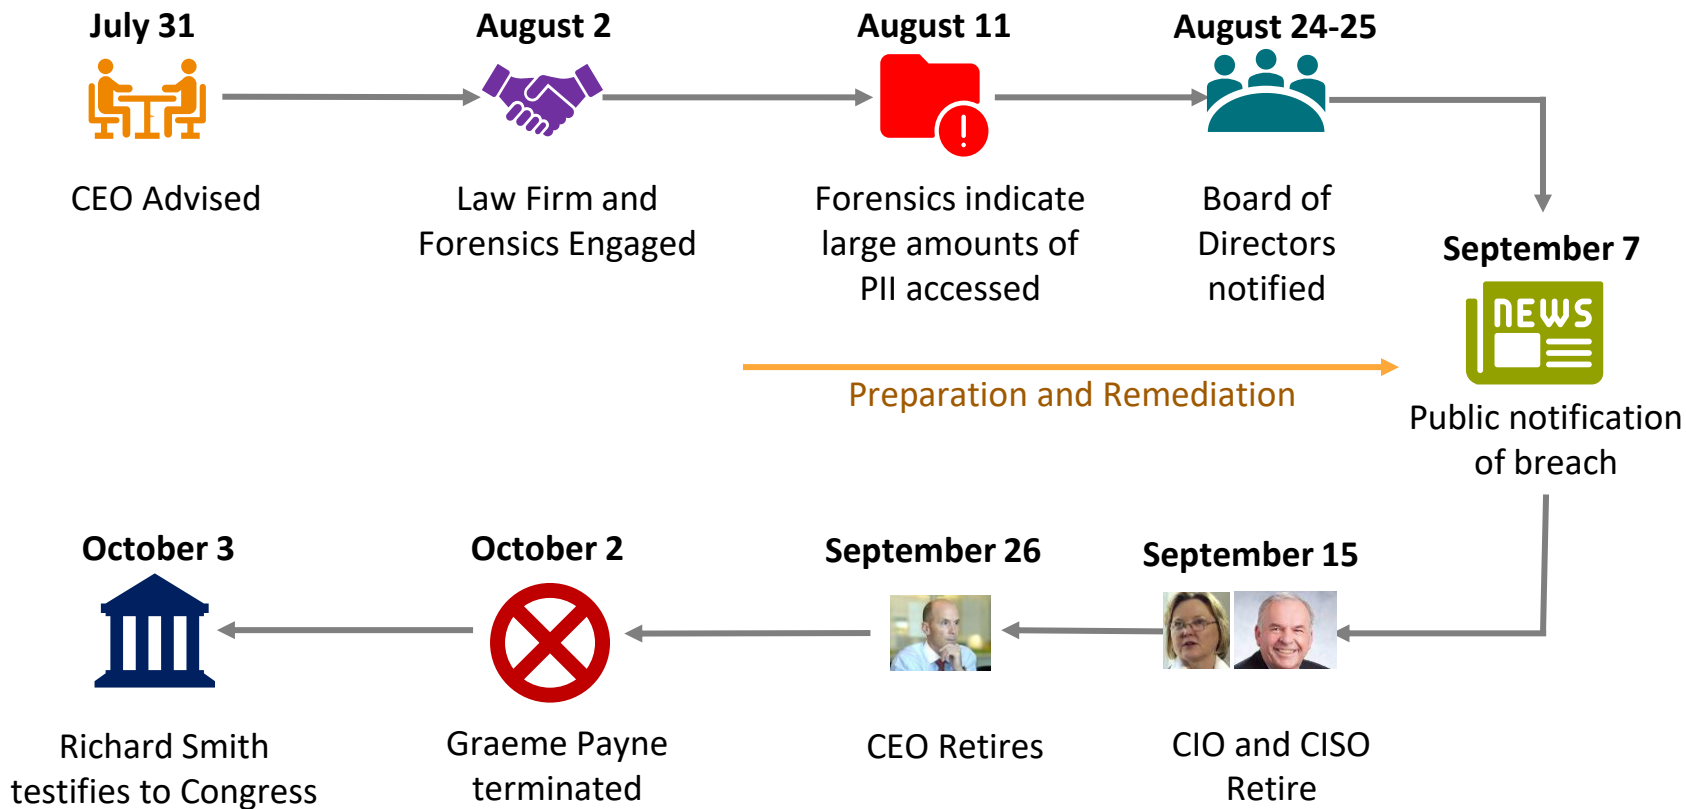 July 31
CEO Advised
August 2
Law Firm and
Forensics Engaged
August 11
Forensics indicate
large amounts of
PII accessed
August 24-25
Board of
Directors
notified
September 7
NEWS
Public notification
of breach
Preparation and Remediation
September 15
CIO and CISO
Retire
September 26
CEO Retires
October 2
Graeme Payne
terminated
October 3
Richard Smith
testifies to Congress